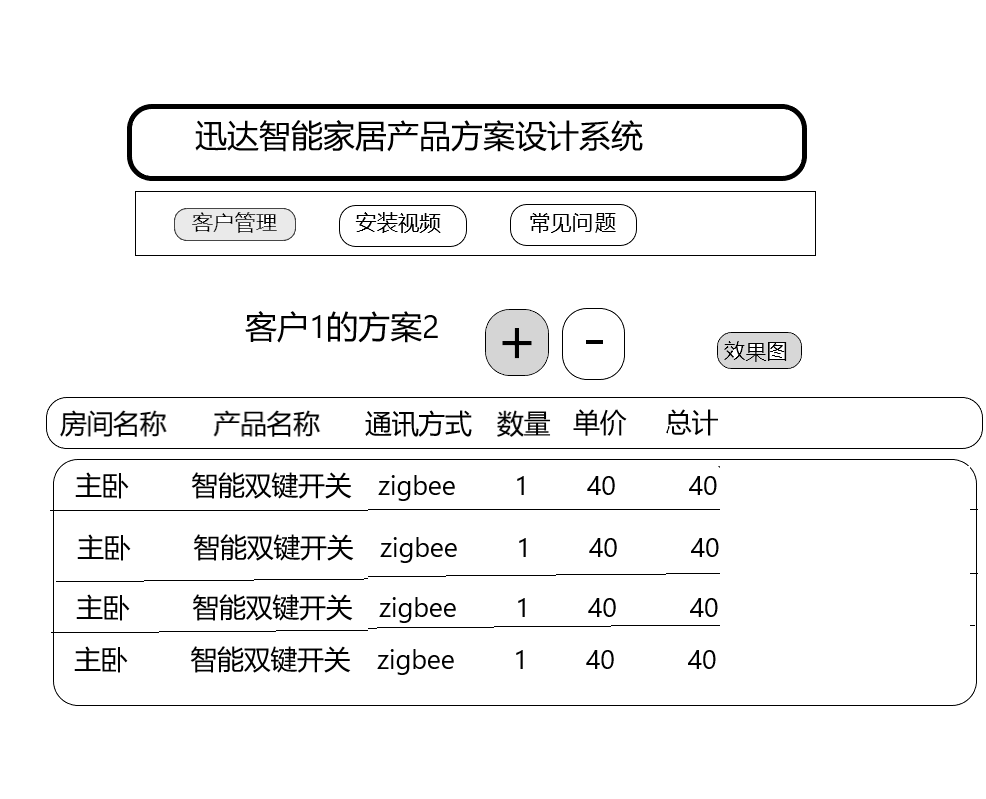 迅达智能家居产品方案设计系统
客户管理 安装视频 常见问题
客户1的方案2 + -
效果图
房间名称 产品名称 通讯方式 数量 单价 总计
主卧 智能双键开关 zigbee 1 40 40
主卧 智能双键开关 zigbee 1 40 40
主卧 智能双键开关 zigbee 1 40 40
主卧 智能双键开关 zigbee 1 40 40